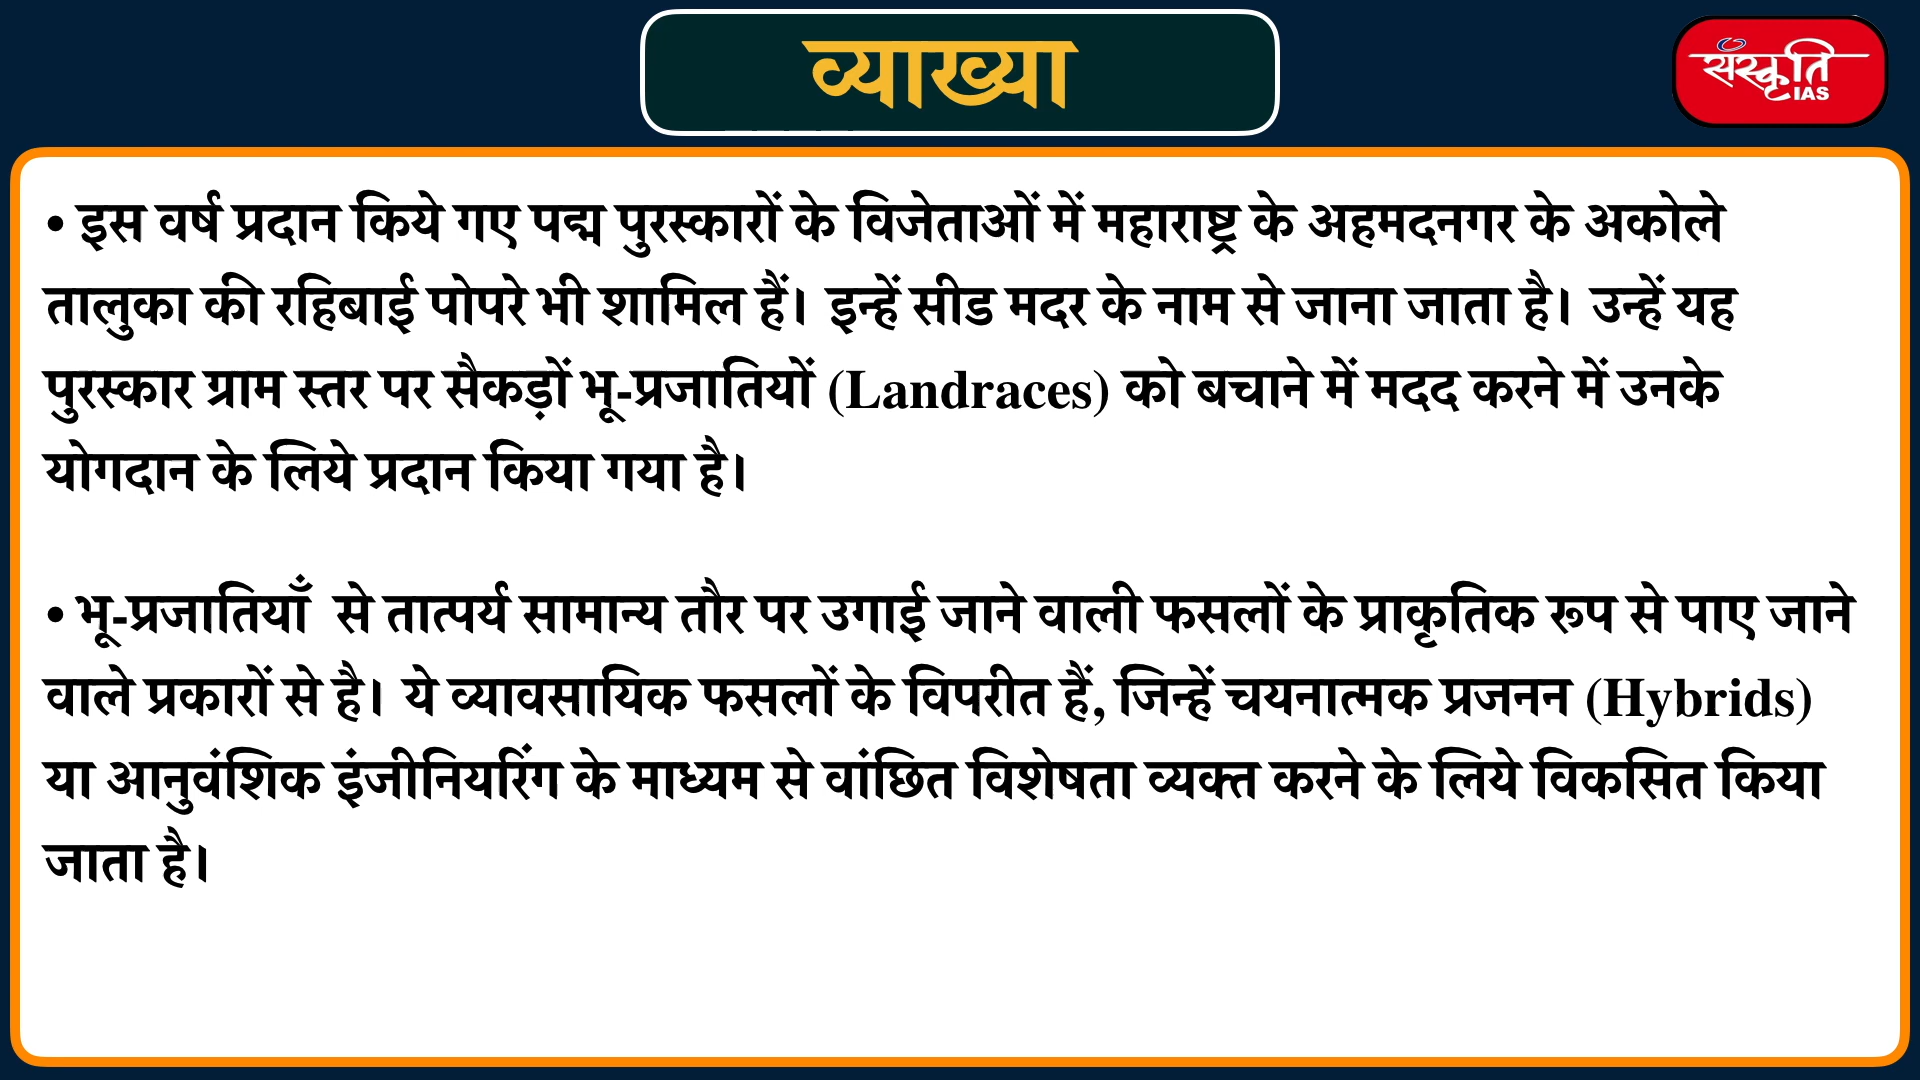 व्याख्या
संस्कृति
IAS
• इस वर्ष प्रदान किये गए पद्म पुरस्कारों के विजेताओं में महाराष्ट्र के अहमदनगर के अकोले
तालुका की रहिबाई पोपरे भी शामिल हैं। इन्हें सीड मदर के नाम से जाना जाता है। उन्हें यह
पुरस्कार ग्राम स्तर पर सैकड़ों भू-प्रजातियों (Landraces) को बचाने में मदद करने में उनके
योगदान के लिये प्रदान किया गया है।
• भू-प्रजातियाँ से तात्पर्य सामान्य तौर पर उगाई जाने वाली फसलों के प्राकृतिक रूप से पाए जाने
वाले प्रकारों से है। ये व्यावसायिक फसलों के विपरीत हैं, जिन्हें चयनात्मक प्रजनन (Hybrids)
या आनुवंशिक इंजीनियरिंग के माध्यम से वांछित विशेषता व्यक्त करने के लिये विकसित किया
जाता है।